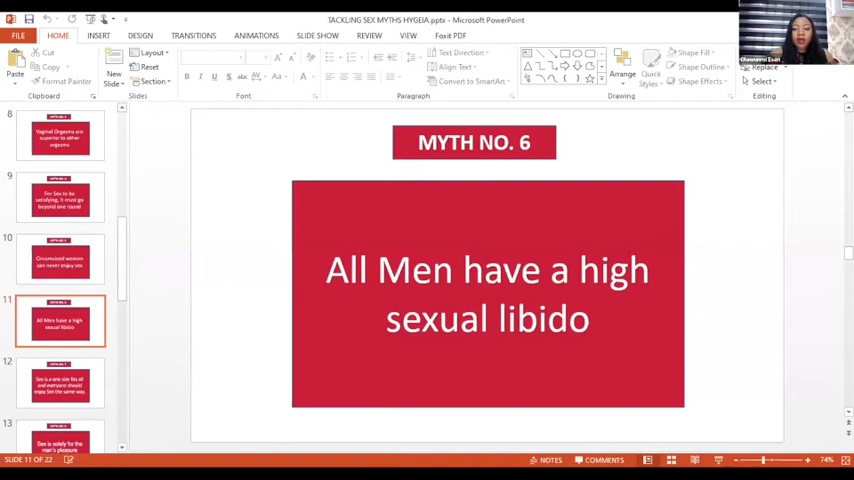 TACKLING SEX MYTHS HYGEIA.pptx - Microsoft PowerPoint
FILE HOME INSERT DESIGN TRANSITIONS ANIMATIONS SLIDE SHOW REVIEW VIEW Foxit PDF
Cut
Copy
Format Painter
Paste
Clipboard
New
Slide
Layout
Reset
Section
Slides
B I U S abc AV Aa A
Font
Paragraph
Text Direction
Align Text
Convert to SmartArt
Arrange
Quick
Styles
Shape Fill
Shape Outline
Shape Effects
Drawing
Replace
Select
Editing
8
Vaginal Orgasms are
superior to other
orgasms
9
For Sex to be
satisfying, it must go
beyond one round
10
Circumcised women
can never enjoy sex
11
All Men have a high
sexual libido
12
Sex is a one size fits all
and everyone should
enjoy Sex the same way
13
Sex is solely for the
man's pleasure
MYTH NO. 6
All Men have a high
sexual libido
SLIDE 11 OF 22
NOTES
COMMENTS
74%